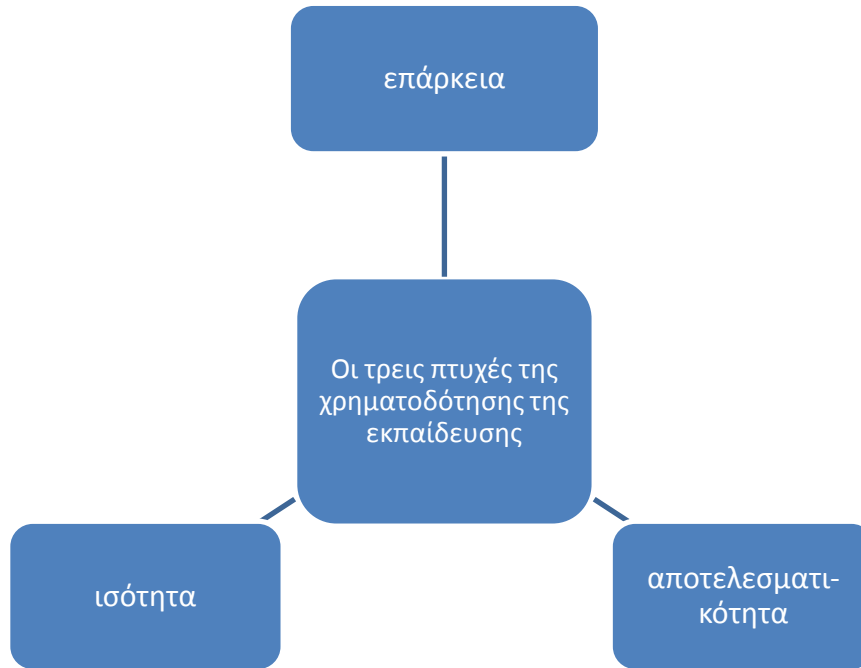 επάρκεια
Οι τρεις πτυχές της
χρηματοδότησης της
εκπαίδευσης
ισότητα
αποτελεσματι-
κότητα